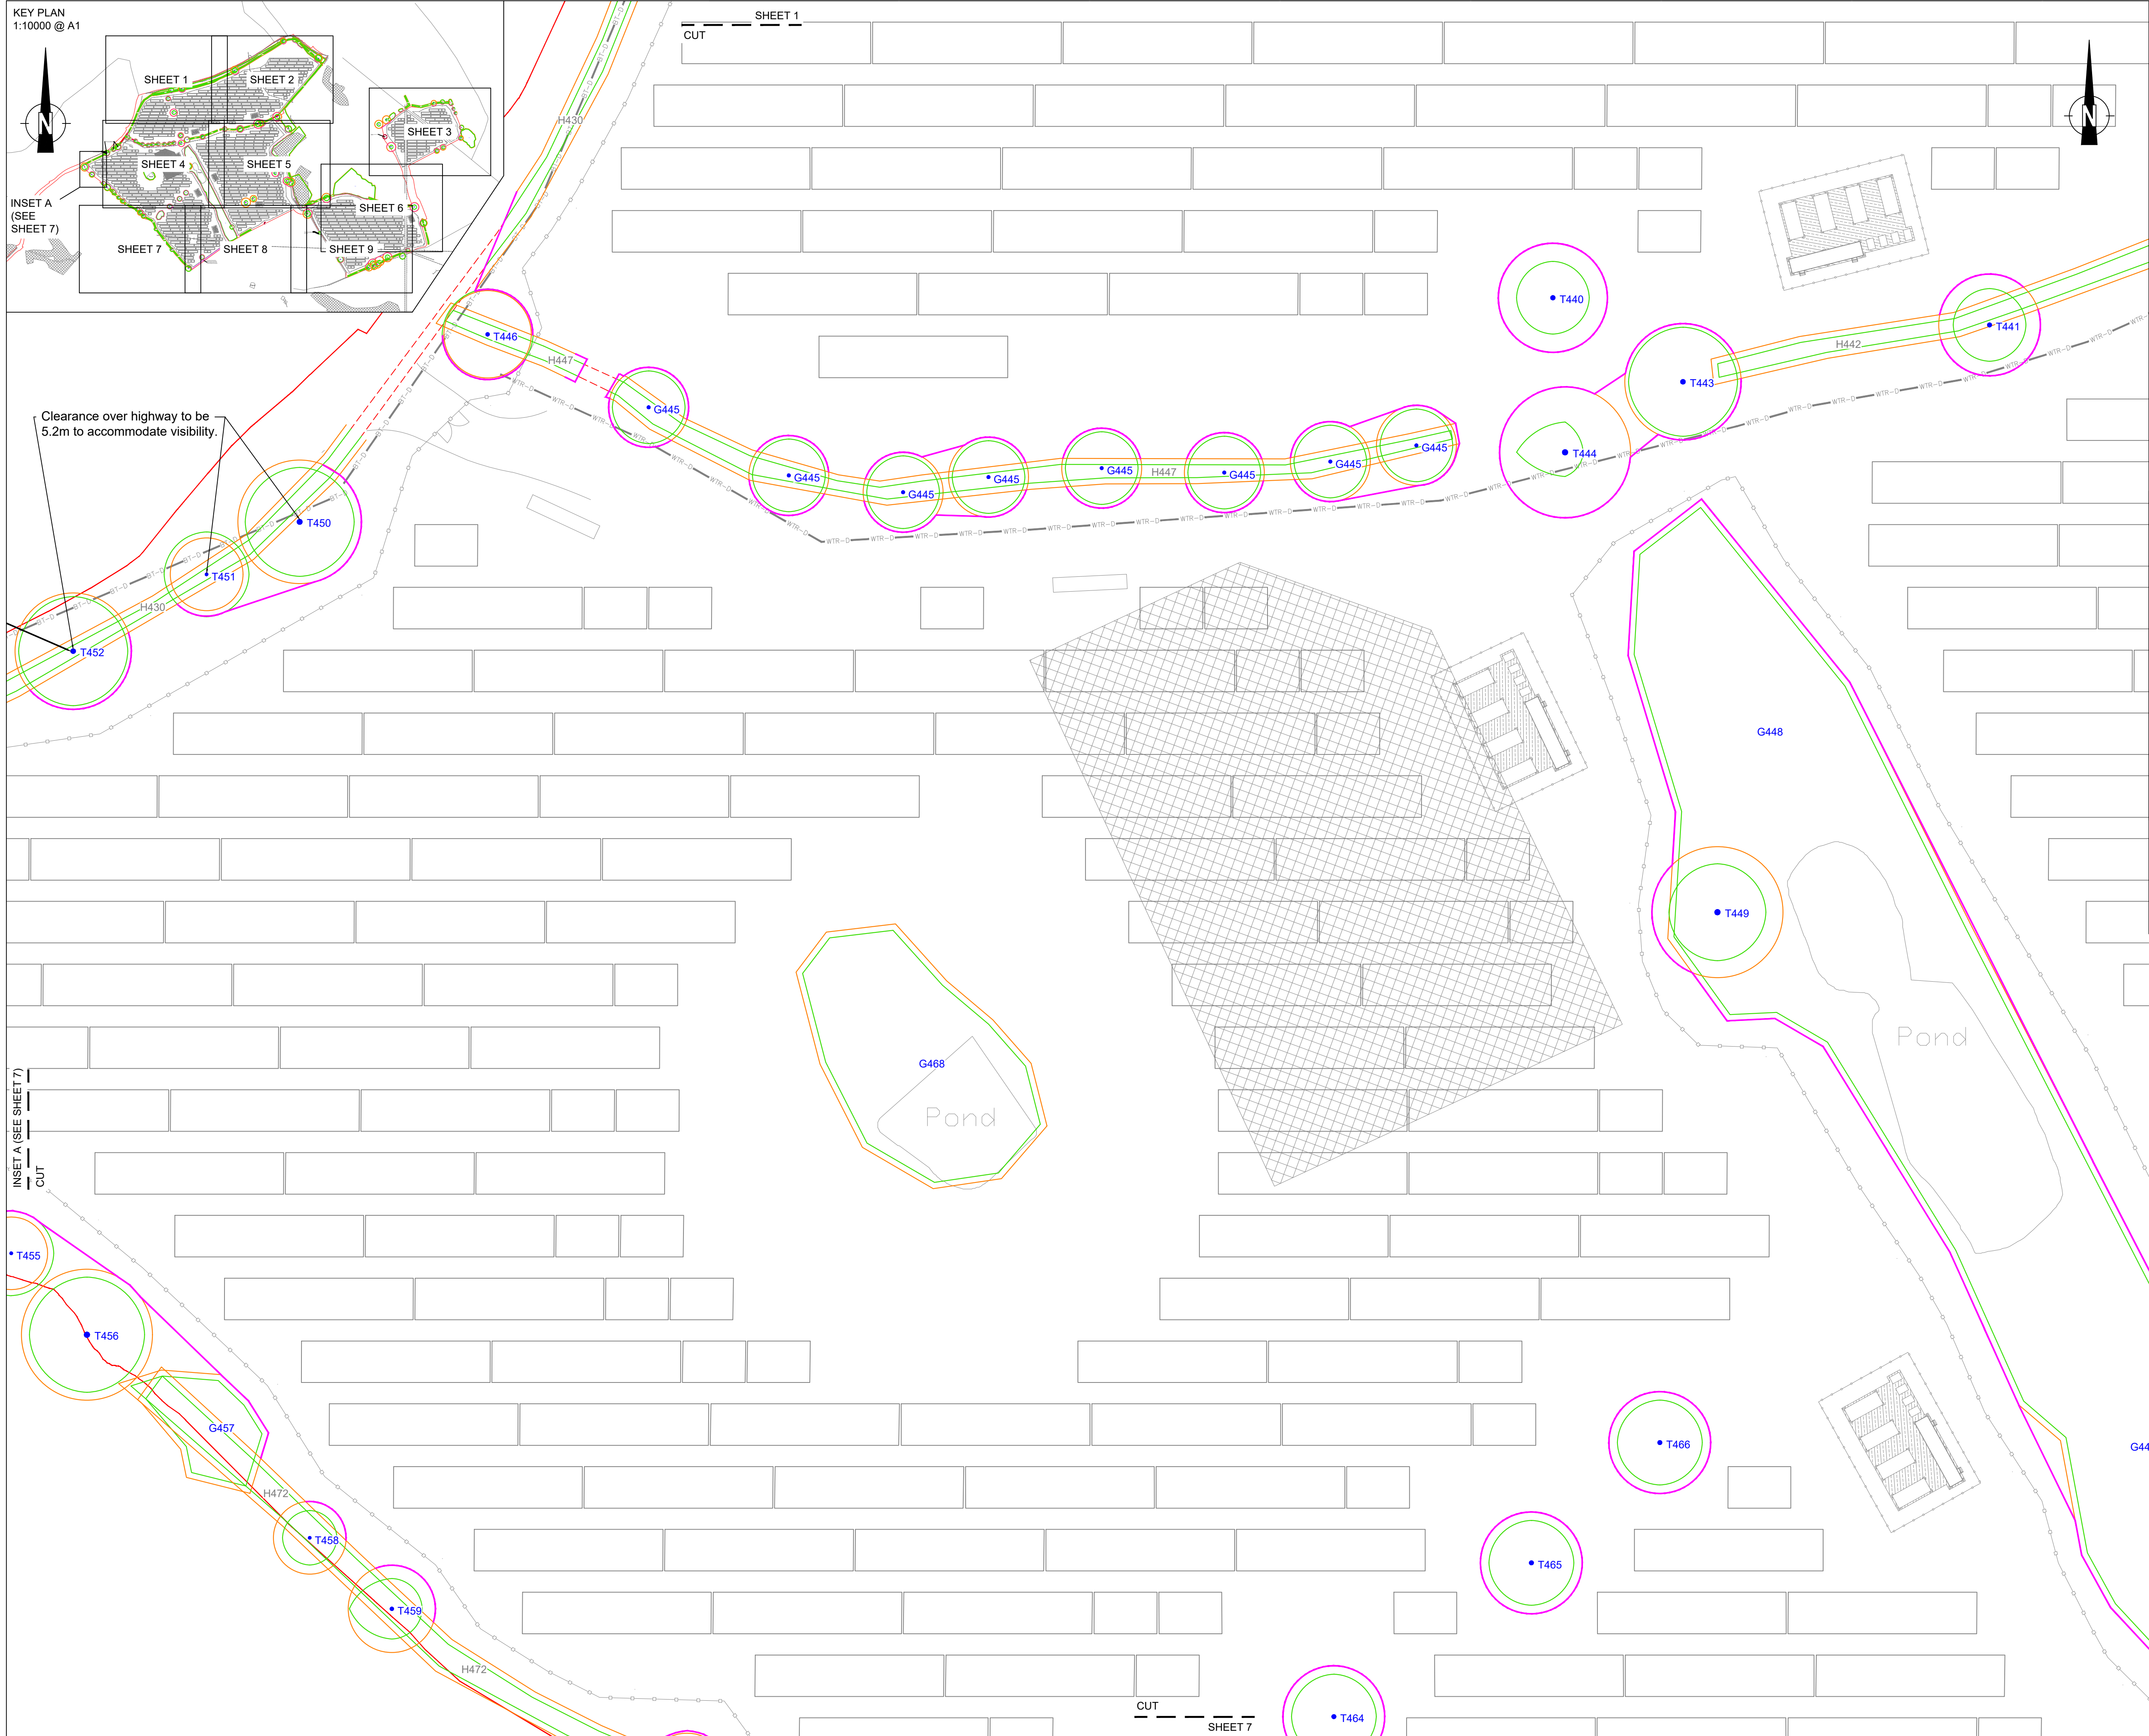 KEY PLAN
1:10000 @ A1
N
SHEET 1
SHEET 2
SHEET 3
SHEET 4
SHEET 5
INSET A
(SEE
SHEET 7)
SHEET 6
SHEET 7
SHEET 8
SHEET 9
SHEET 1
CUT
N
BT-D
H430
T440
T441
T446
H447
H442
T443
WTR-D
G445
Clearance over highway to be
5.2m to accommodate visibility.
G445
G445
G445
G445
H447
G445
G445
G445
T444
T450
T451
H430
T452
G448
T449
Pond
G468
Pond
INSET A (SEE SHEET 7)
CUT
T455
T456
G457
H472
T458
T459
H472
T466
T465
G44
T464
CUT
SHEET 7